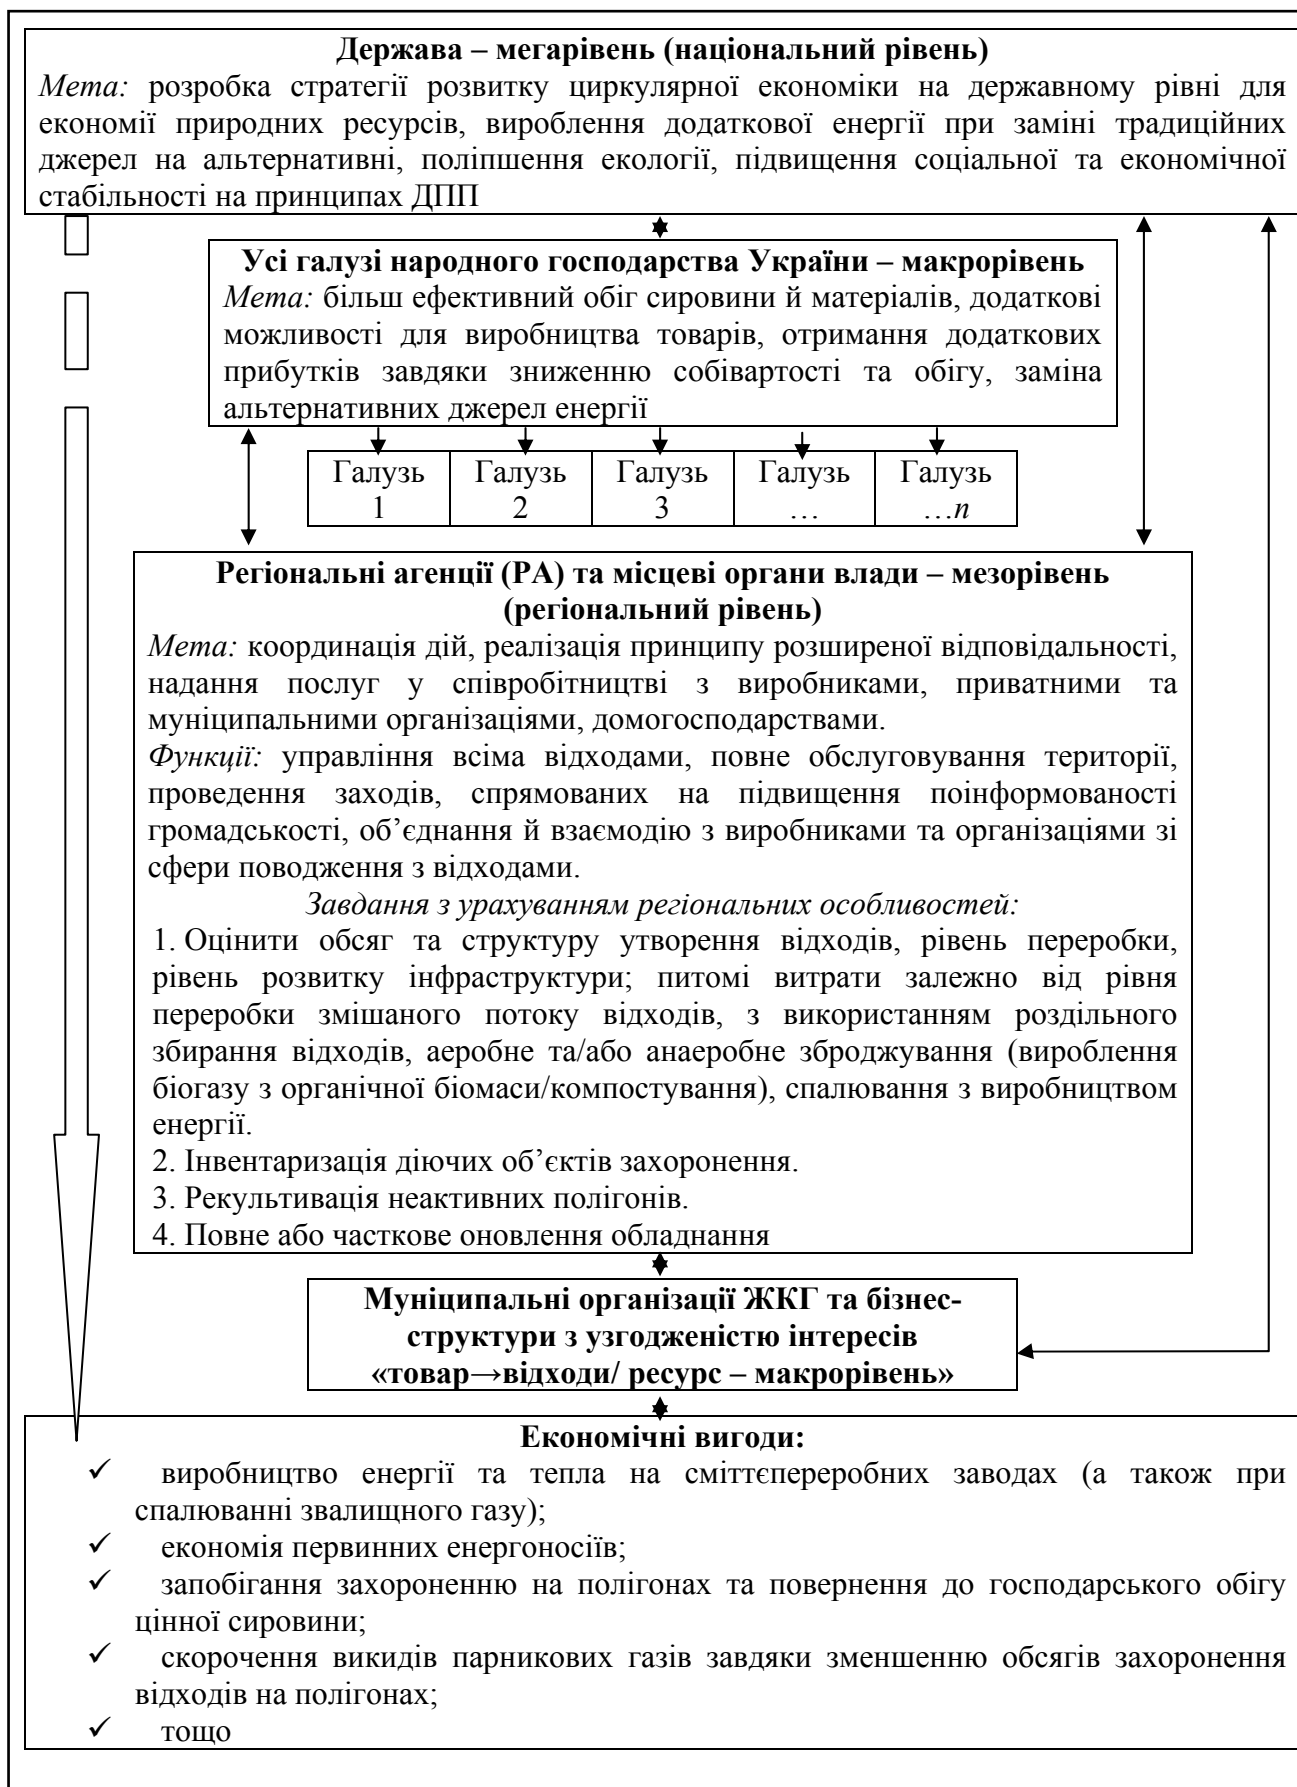 Держава – мегарівень (національний рівень)
Мета: розробка стратегії розвитку циркулярної економіки на державному рівні для
економії природних ресурсів, вироблення додаткової енергії при заміні традиційних
джерел на альтернативні, поліпшення екології, підвищення соціальної та економічної
стабільності на принципах ДПП
Усі галузі народного господарства України – макрорівень
Мета: більш ефективний обіг сировини й матеріалів, додаткові
можливості для виробництва товарів, отримання додаткових
прибутків завдяки зниженню собівартості та обігу, заміна
альтернативних джерел енергії
Галузь
1
Галузь
2
Галузь
3
Галузь
…
Галузь
…n
Регіональні агенції (РА) та місцеві органи влади – мезорівень
(регіональний рівень)
Мета: координація дій, реалізація принципу розширеної відповідальності,
надання послуг у співробітництві з виробниками, приватними та
муніципальними організаціями, домогосподарствами.
Функції: управління всіма відходами, повне обслуговування території,
проведення заходів, спрямованих на підвищення поінформованості
громадськості, об’єднання й взаємодію з виробниками та організаціями зі
сфери поводження з відходами.
Завдання з урахуванням регіональних особливостей:
1. Оцінити обсяг та структуру утворення відходів, рівень переробки,
рівень розвитку інфраструктури; питомі витрати залежно від рівня
переробки змішаного потоку відходів, з використанням роздільного
збирання відходів, аеробне та/або анаеробне зброджування (вироблення
біогазу з органічної біомаси/компостування), спалювання з виробництвом
енергії.
2. Інвентаризація діючих об’єктів захоронення.
3. Рекультивація неактивних полігонів.
4. Повне або часткове оновлення обладнання
Муніципальні організації ЖКГ та бізнес-
структури з узгодженістю інтересів
«товар→відходи/ ресурс – макрорівень»
Економічні вигоди:
✓ виробництво енергії та тепла на сміттєпереробних заводах (а також при
спалюванні звалищного газу);
✓ економія первинних енергоносіїв;
✓ запобігання захороненню на полігонах та повернення до господарського обігу
цінної сировини;
✓ скорочення викидів парникових газів завдяки зменшенню обсягів захоронення
відходів на полігонах;
✓ тощо